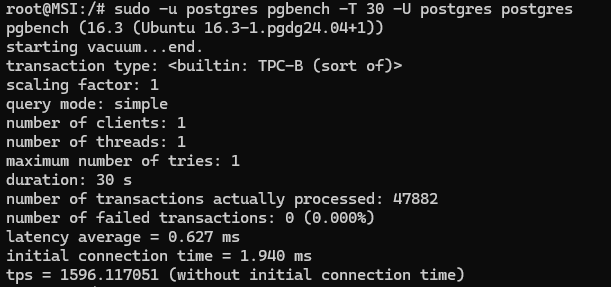 root@MSI:/# sudo -u postgres pgbench -T 30 -U postgres postgres
pgbench (16.3 (Ubuntu 16.3-1.pgdg24.04+1))
starting vacuum...end.
transaction type: <builtin: TPC-B (sort of)>
scaling factor: 1
query mode: simple
number of clients: 1
number of threads: 1
maximum number of tries: 1
duration: 30 s
number of transactions actually processed: 47882
number of failed transactions: 0 (0.000%)
latency average = 0.627 ms
initial connection time = 1.940 ms
tps = 1596.117051 (without initial connection time)